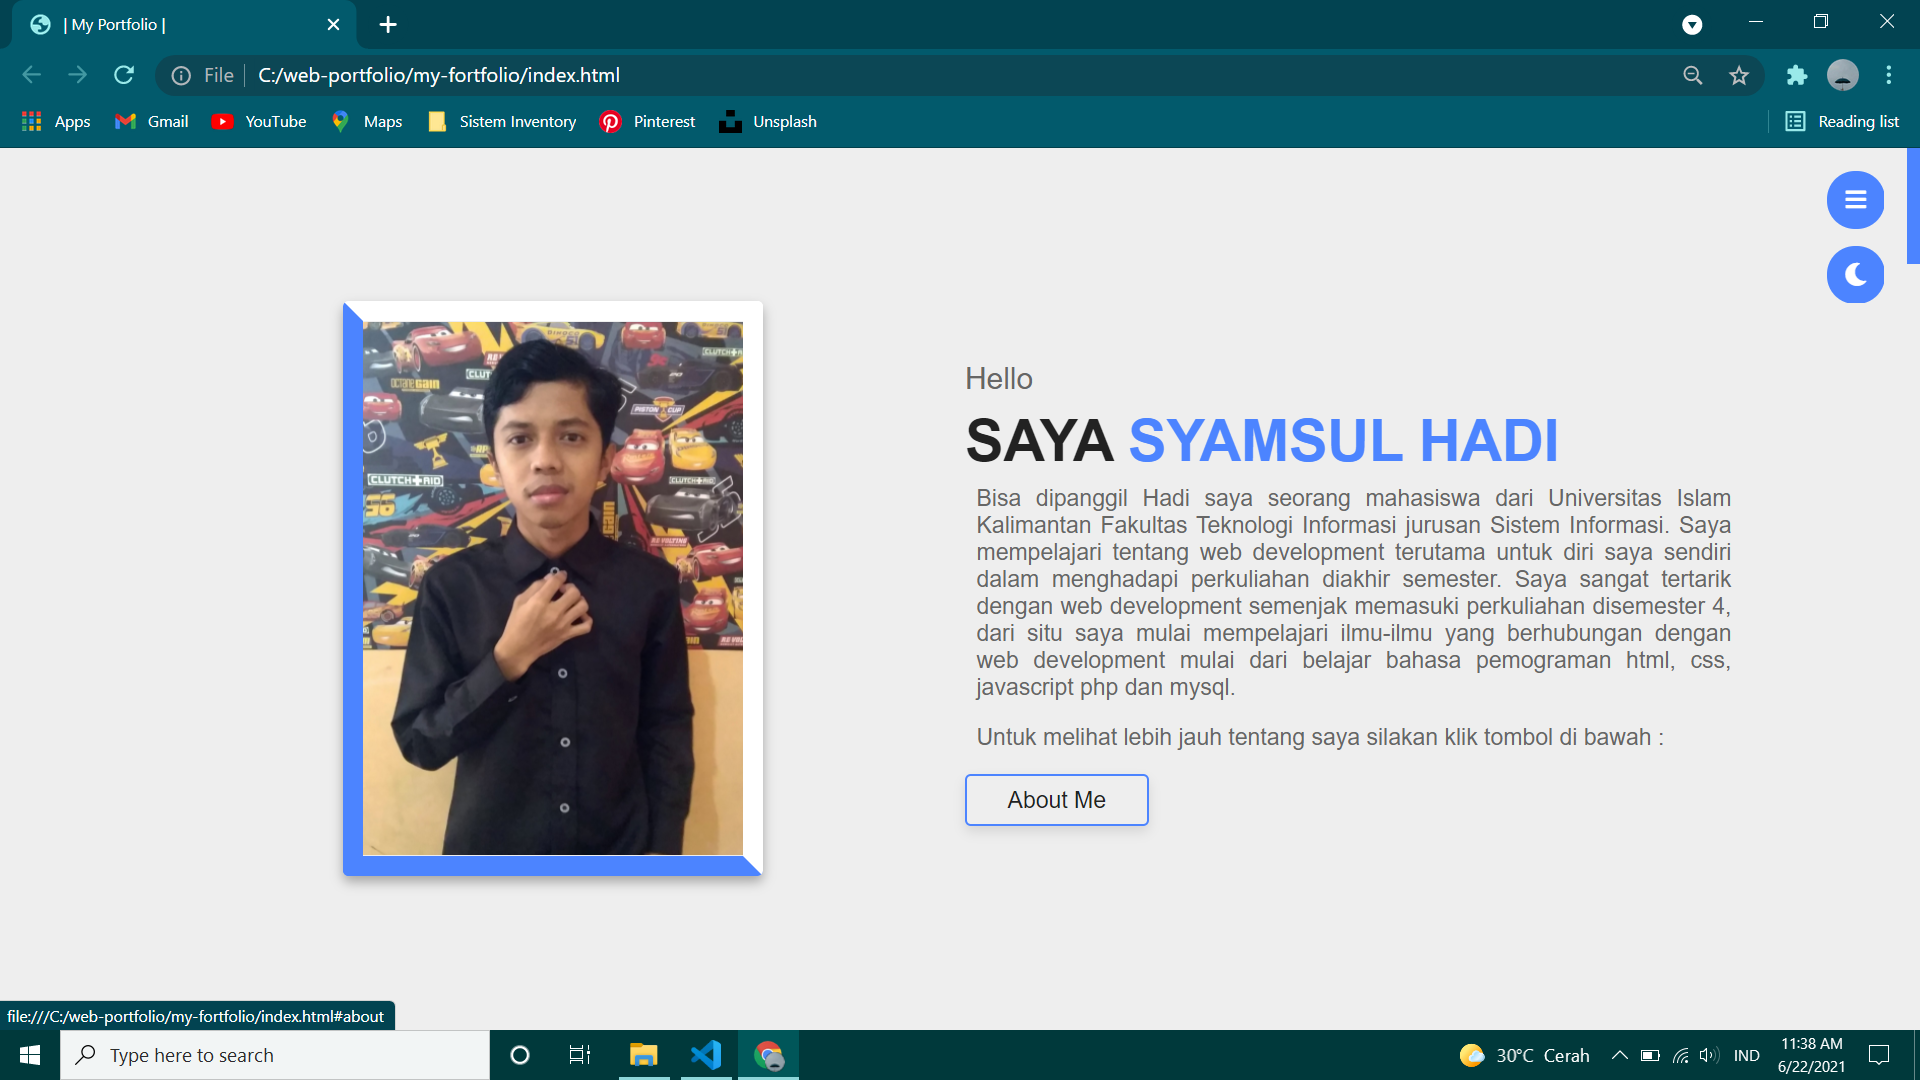 | My Portfolio |
File
C:/web-portfolio/my-fortfolio/index.html
Apps
Gmail
YouTube
Maps
Sistem Inventory
Pinterest
Unsplash
Reading list
Hello
SAYA SYAMSUL HADI
Bisa dipanggil Hadi saya seorang mahasiswa dari Universitas Islam
Kalimantan Fakultas Teknologi Informasi jurusan Sistem Informasi. Saya
mempelajari tentang web development terutama untuk diri saya sendiri
dalam menghadapi perkuliahan diakhir semester. Saya sangat tertarik
dengan web development semenjak memasuki perkuliahan disemester 4,
dari situ saya mulai mempelajari ilmu-ilmu yang berhubungan dengan
web development mulai dari belajar bahasa pemograman html, css,
javascript php dan mysql.
Untuk melihat lebih jauh tentang saya silakan klik tombol di bawah :
About Me
CLUTCH+AID
PISTON CUP
file:///C:/web-portfolio/my-fortfolio/index.html#about
Type here to search
30°C Cerah
IND
11:38 AM
6/22/2021